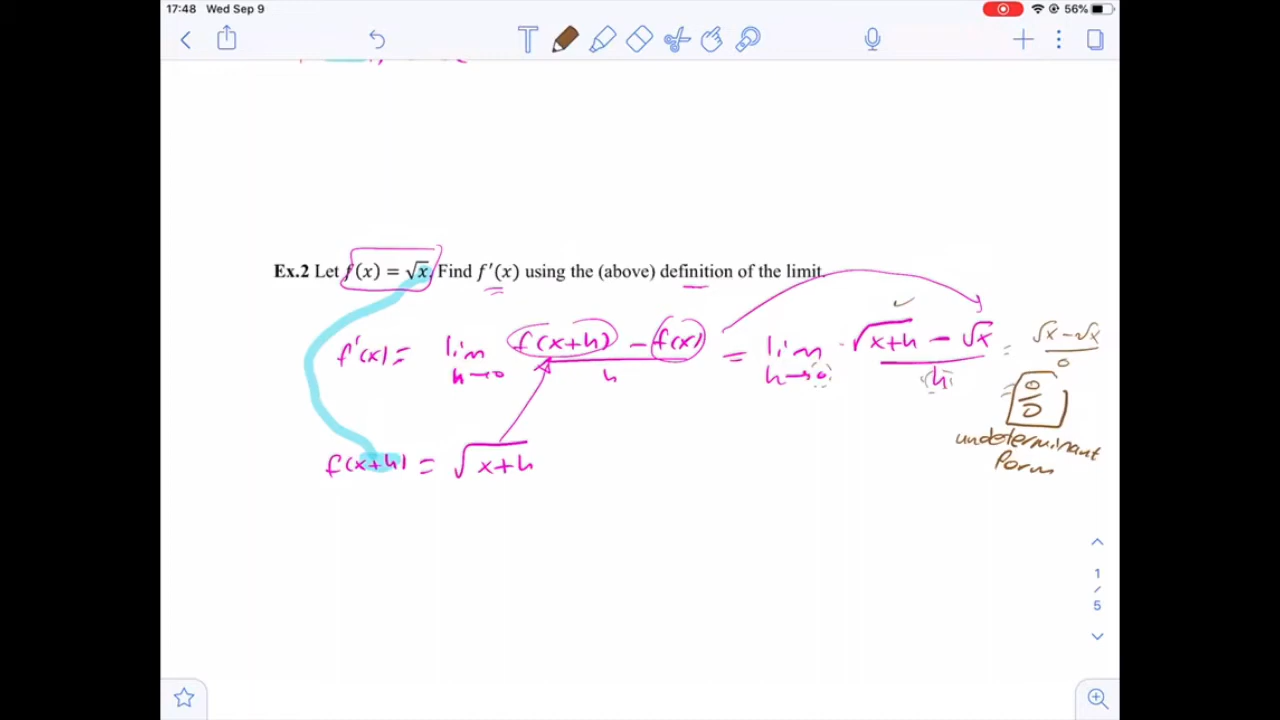 17:48 Wed Sep 9
56%
T
Ex.2 Let f(x) = √x. Find f′(x) using the (above) definition of the limit.
f'(x) = lim h→0 f(x+h) − f(x) / h = lim h→0 √x+h − √x / h = √x − √x / 0
= 0/0
undeterminant
form
f(x+h) = √x+h
1
/
5